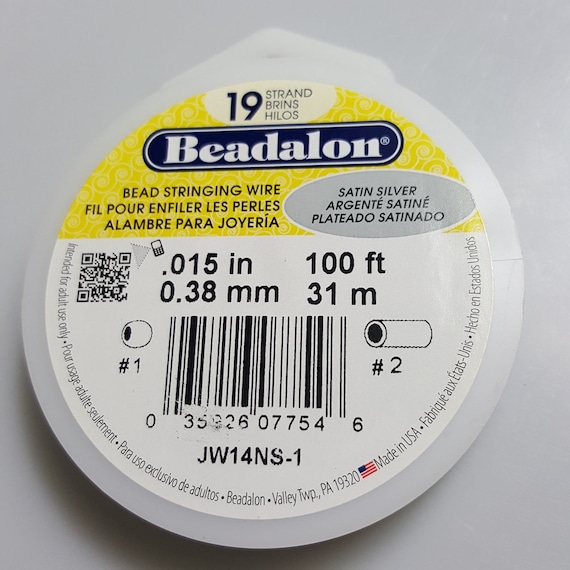 19 STRAND
BRINS
HILOS
Beadalon®
BEAD STRINGING WIRE
FIL POUR ENFILER LES PERLES
ALAMBRE PARA JOYERÍA
SATIN SILVER
ARGENTÉ SATINÉ
PLATEADO SATINADO
.015 in 100 ft
0.38 mm 31 m
#1 #2
0 35926 07754 6
JW14NS-1
Intended for adult use only • Pour usage adulte seulement • Para uso exclusivo de adultos • Beadalon • Valley Twp., PA 19320 Made in USA • Fabriqué aux États-Unis • Hecho en Estados Unidos